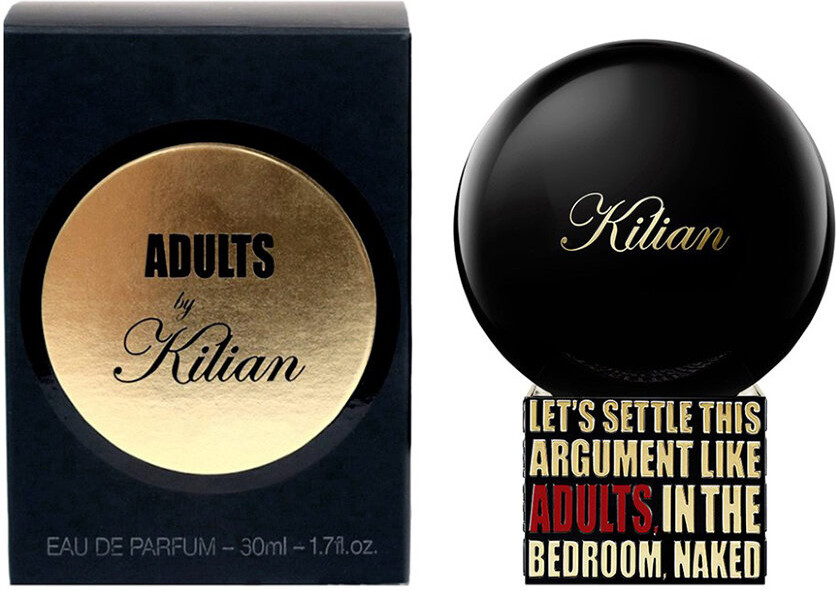 ADULTS
by
Kilian
EAU DE PARFUM – 30ml – 1.7fl.oz.
Kilian
LET'S SETTLE THIS
ARGUMENT LIKE
ADULTS, IN THE
BEDROOM, NAKED